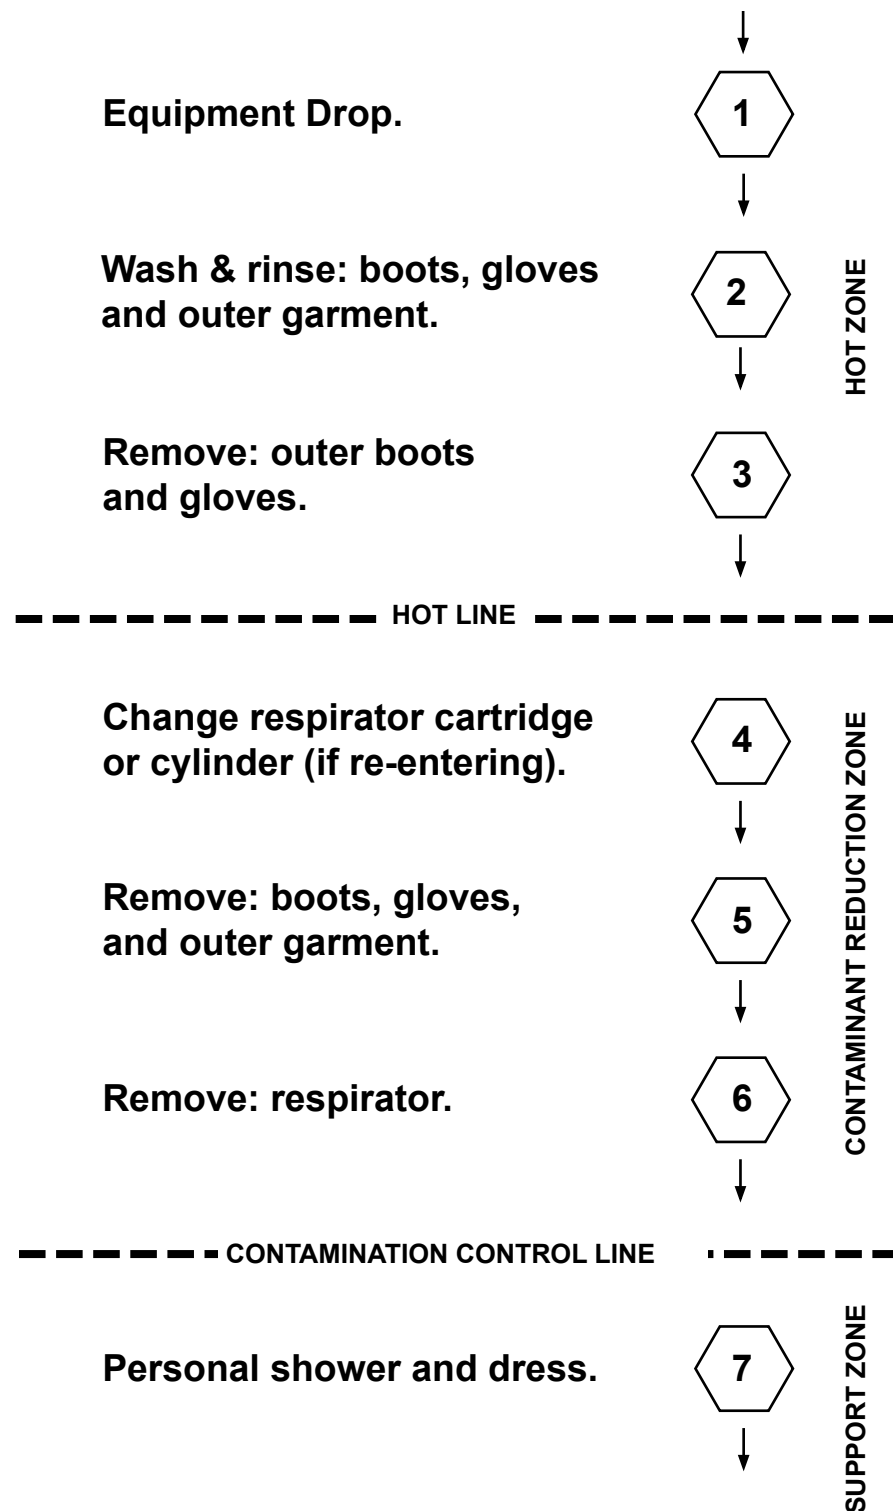 Equipment Drop.
1
Wash & rinse: boots, gloves
and outer garment.
2
HOT ZONE
Remove: outer boots
and gloves.
3
HOT LINE
Change respirator cartridge
or cylinder (if re-entering).
4
CONTAMINANT REDUCTION ZONE
Remove: boots, gloves,
and outer garment.
5
Remove: respirator.
6
CONTAMINATION CONTROL LINE
Personal shower and dress.
7
SUPPORT ZONE